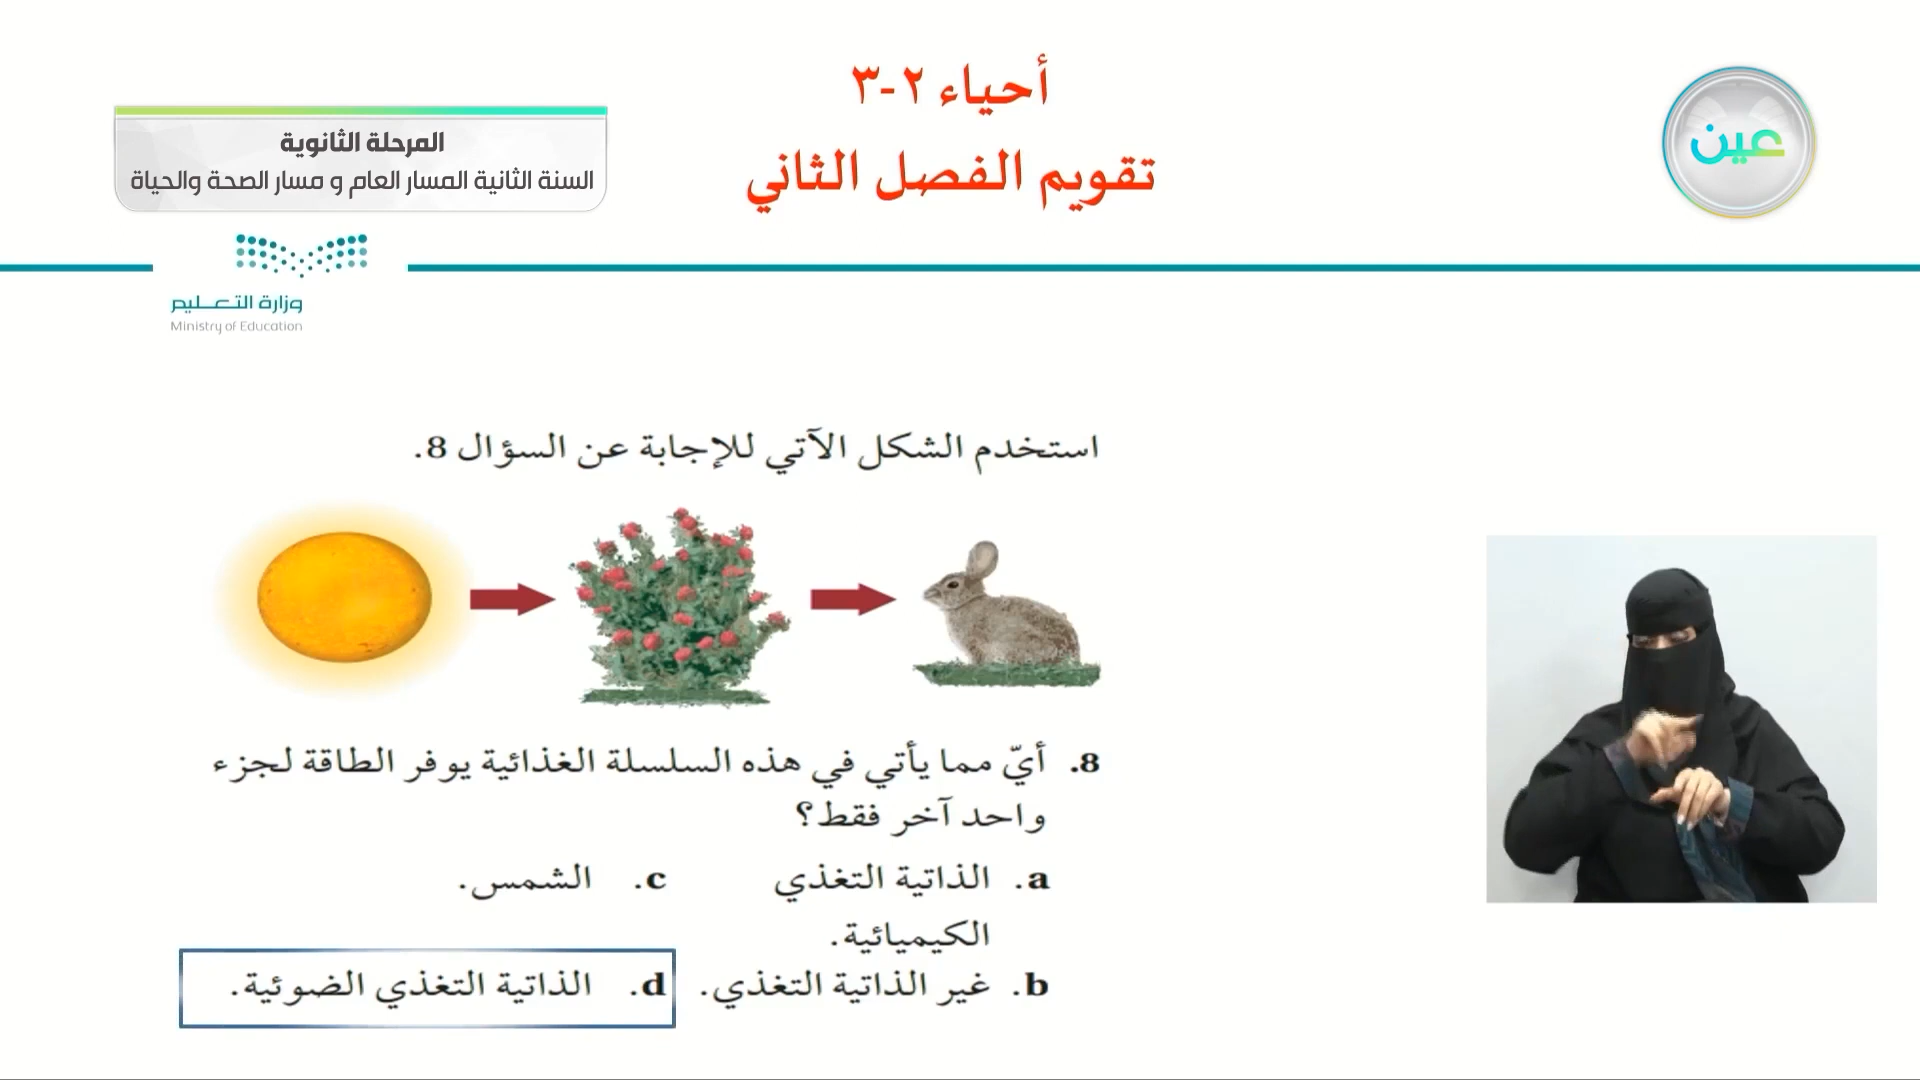 أحياء ٢-٣
تقويم الفصل الثاني
عين
المرحلة الثانوية
السنة الثانية المسار العام و مسار الصحة والحياة
وزارة التعليم
Ministry of Education
استخدم الشكل الآتي للإجابة عن السؤال 8.
8. أيّ مما يأتي في هذه السلسلة الغذائية يوفر الطاقة لجزء
واحد آخر فقط؟
a. الذاتية التغذي
الكيميائية.
c. الشمس.
b. غير الذاتية التغذي.
d. الذاتية التغذي الضوئية.